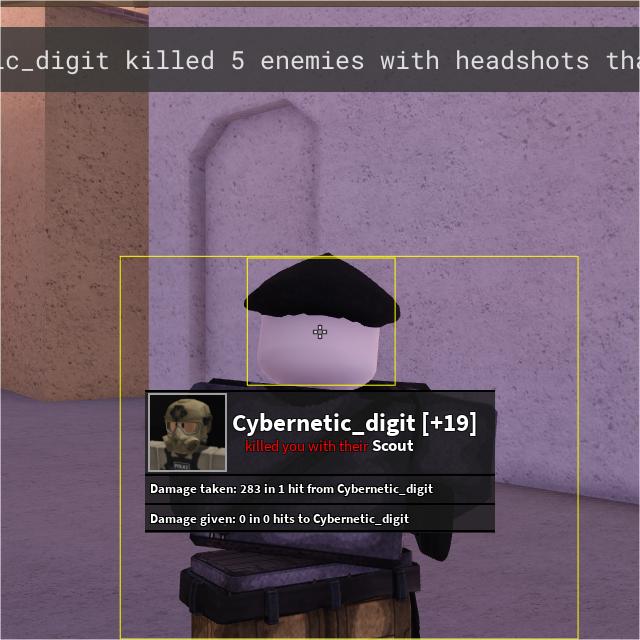 ic_digit killed 5 enemies with headshots tha
Cybernetic_digit [+19]
killed you with their Scout
Damage taken: 283 in 1 hit from Cybernetic_digit
Damage given: 0 in 0 hits to Cybernetic_digit